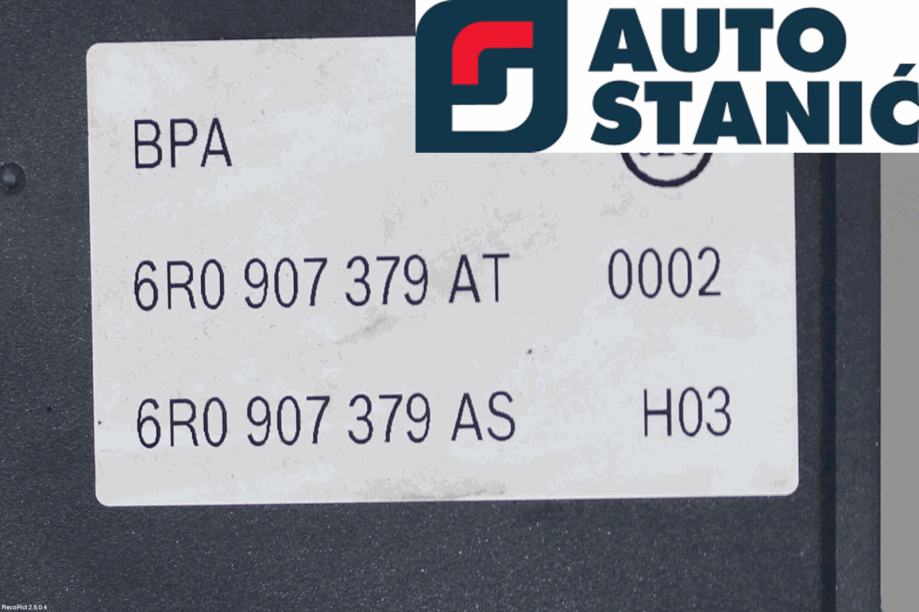 AUTO
STANIĆ
BPA
6R0 907 379 AT 0002
6R0 907 379 AS H03
RecoPict 2.5.0.4